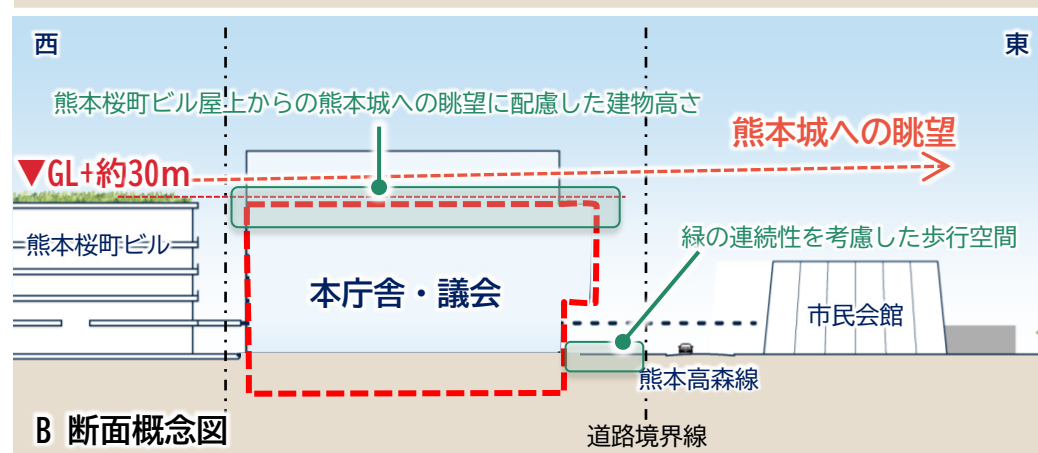 西
東
熊本桜町ビル屋上からの熊本城への眺望に配慮した建物高さ
熊本城への眺望
▼GL+約30m
緑の連続性を考慮した歩行空間
熊本桜町ビル
本庁舎・議会
市民会館
熊本高森線
B 断面概念図
道路境界線